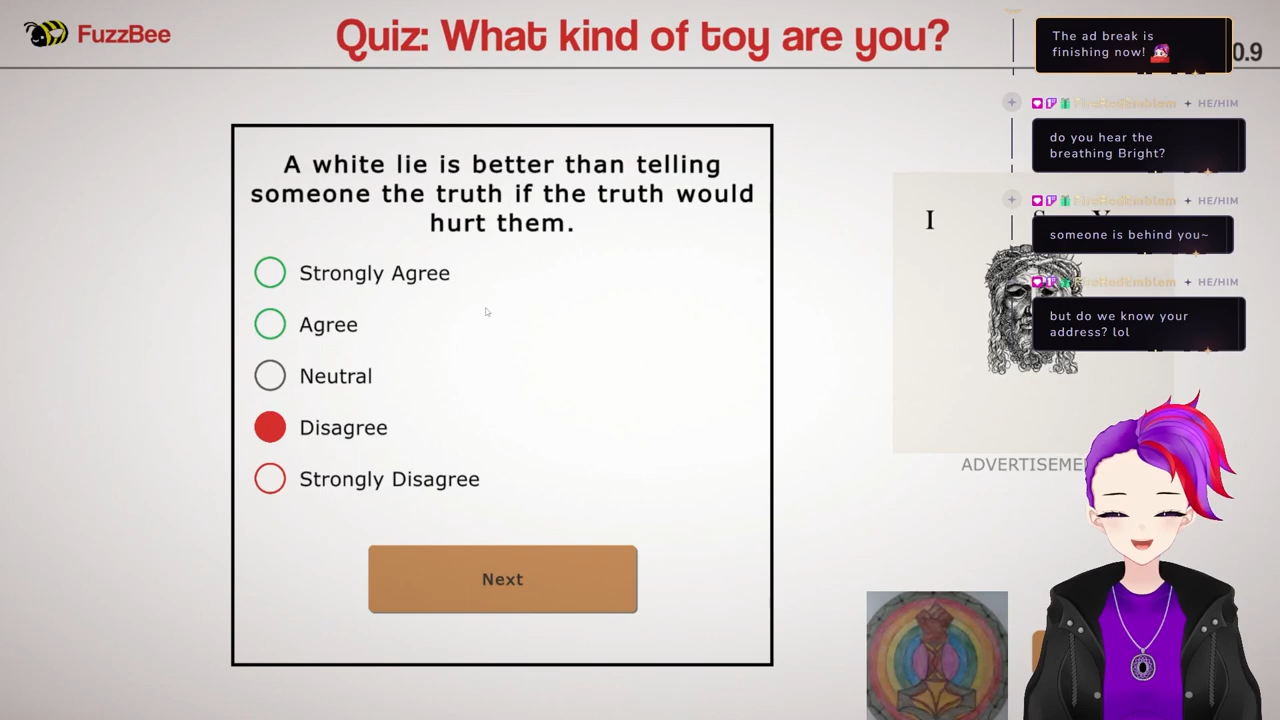 FuzzBee
Quiz: What kind of toy are you?
0.9
A white lie is better than telling
someone the truth if the truth would
hurt them.
Strongly Agree
Agree
Neutral
Disagree
Strongly Disagree
Next
I
ADVERTISEME
The ad break is
finishing now!
HE/HIM
do you hear the
breathing Bright?
HE/HIM
someone is behind you~
HE/HIM
but do we know your
address? lol